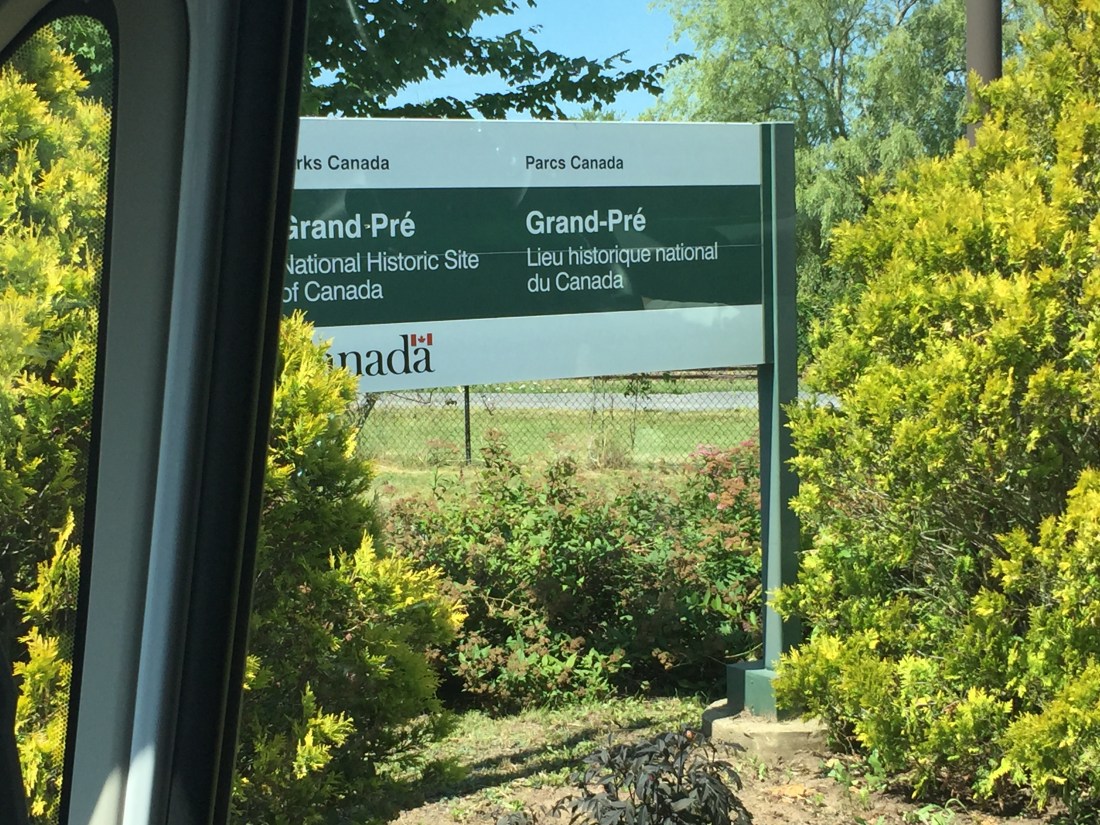 rks Canada
Parcs Canada
Grand-Pré
National Historic Site
of Canada
Grand-Pré
Lieu historique national
du Canada
anada